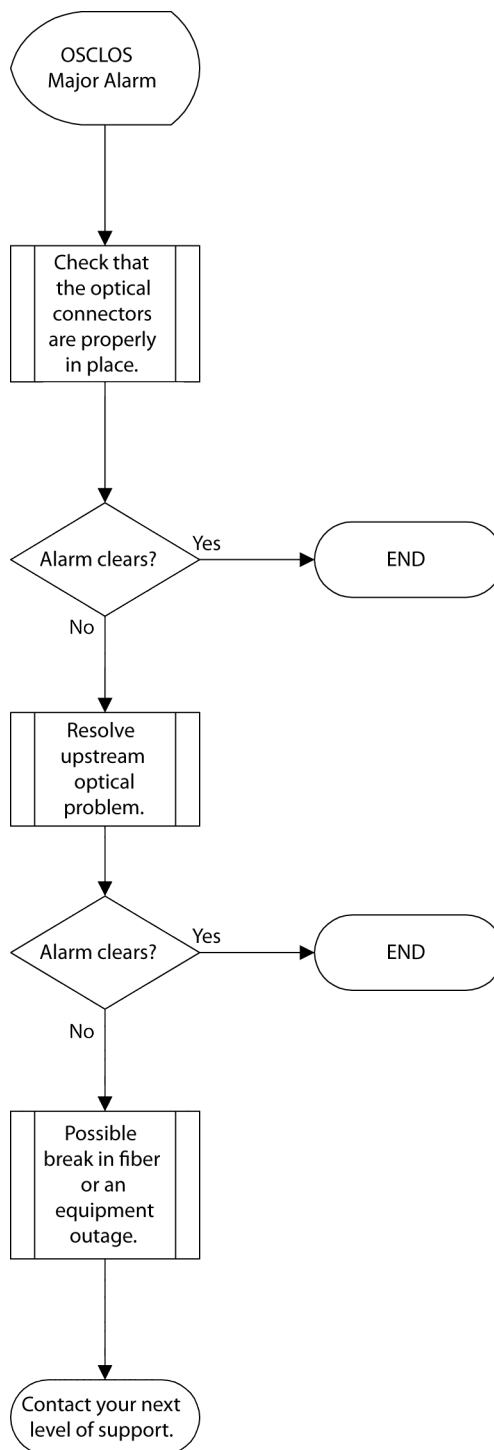 OSCLOS
Major Alarm
Check that
the optical
connectors
are properly
in place.
Alarm clears?
Yes
END
No
Resolve
upstream
optical
problem.
Alarm clears?
Yes
END
No
Possible
break in fiber
or an
equipment
outage.
Contact your next
level of support.